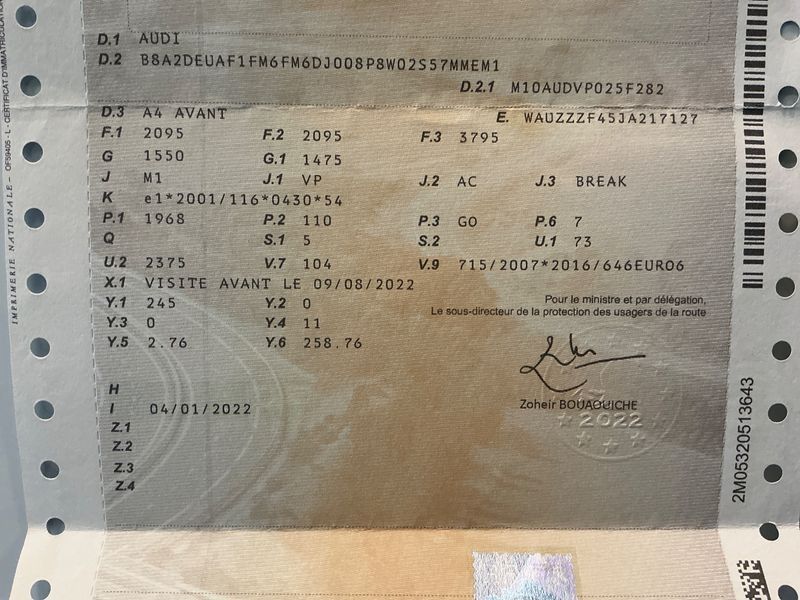 D.1 AUDI
D.2 B8A2DEUAF1FM6FM6DJ008P8W02S57MMEM1
D.2.1 M10AUDVP025F282
D.3 A4 AVANT E. WAUZZZF45JA217127
F.1 2095 F.2 2095 F.3 3795
G 1550 G.1 1475
J M1 J.1 VP J.2 AC J.3 BREAK
K e1*2001/116*0430*54
P.1 1968 P.2 110 P.3 GO P.6 7
Q S.1 5 S.2 U.1 73
U.2 2375 V.7 104 V.9 715/2007*2016/646EURO6
X.1 VISITE AVANT LE 09/08/2022
Y.1 245 Y.2 0
Y.3 0 Y.4 11
Y.5 2.76 Y.6 258.76
Pour le ministre et par délégation,
Le sous-directeur de la protection des usagers de la route
Zoheir BOUAOUICHE
2022
H
I 04/01/2022
Z.1
Z.2
Z.3
Z.4
IMPRIMERIE NATIONALE – OF59405 - L - CERTIFICAT D'IMMATRICULATION
2M05320513643